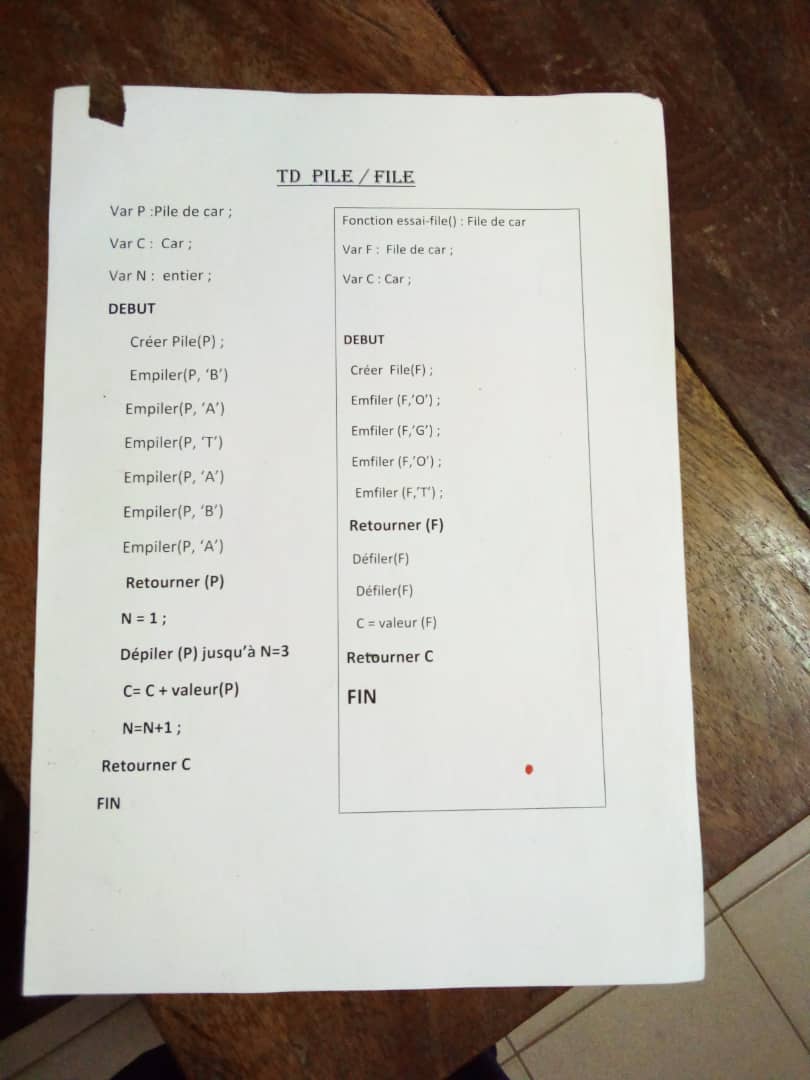 TD PILE / FILE
Var P :Pile de car ;
Var C : Car ;
Var N : entier ;
DEBUT
Créer Pile(P) ;
Empiler(P, ‘B’)
Empiler(P, ‘A’)
Empiler(P, ‘T’)
Empiler(P, ‘A’)
Empiler(P, ‘B’)
Empiler(P, ‘A’)
Retourner (P)
N = 1 ;
Dépiler (P) jusqu’à N=3
C= C + valeur(P)
N=N+1 ;
Retourner C
FIN
Fonction essai-file() : File de car
Var F : File de car ;
Var C : Car ;
DEBUT
Créer File(F) ;
Emfiler (F,’O’) ;
Emfiler (F,’G’) ;
Emfiler (F,’O’) ;
Emfiler (F,’T’) ;
Retourner (F)
Défiler(F)
Défiler(F)
C = valeur (F)
Retourner C
FIN